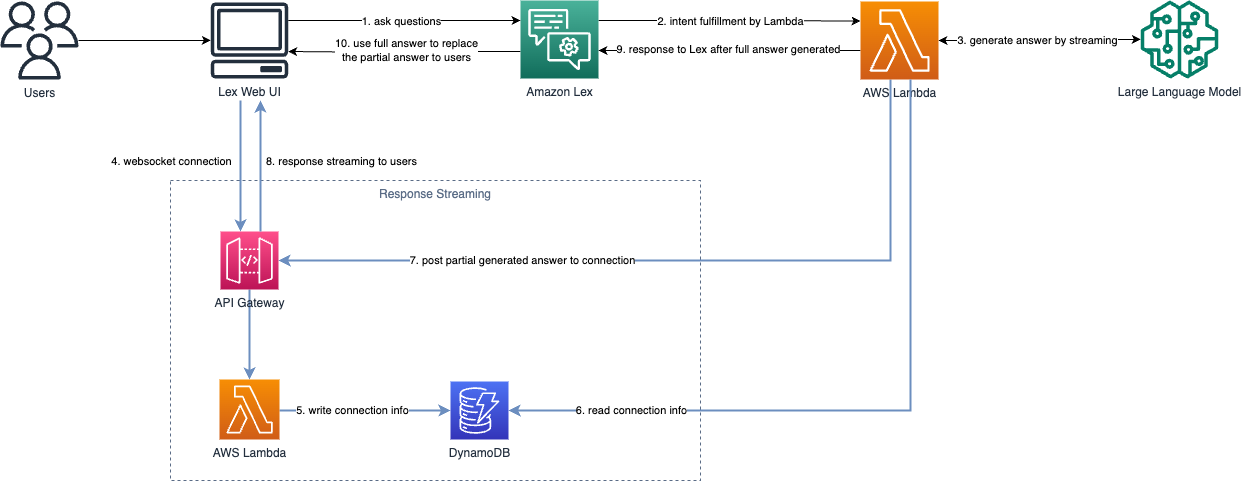 1. ask questions
2. intent fulfillment by Lambda
3. generate answer by streaming
10. use full answer to replace
the partial answer to users
9. response to Lex after full answer generated
Users
Lex Web UI
Amazon Lex
AWS Lambda
Large Language Model
4. websocket connection
8. response streaming to users
Response Streaming
</>
7. post partial generated answer to connection
API Gateway
5. write connection info
6. read connection info
AWS Lambda
DynamoDB